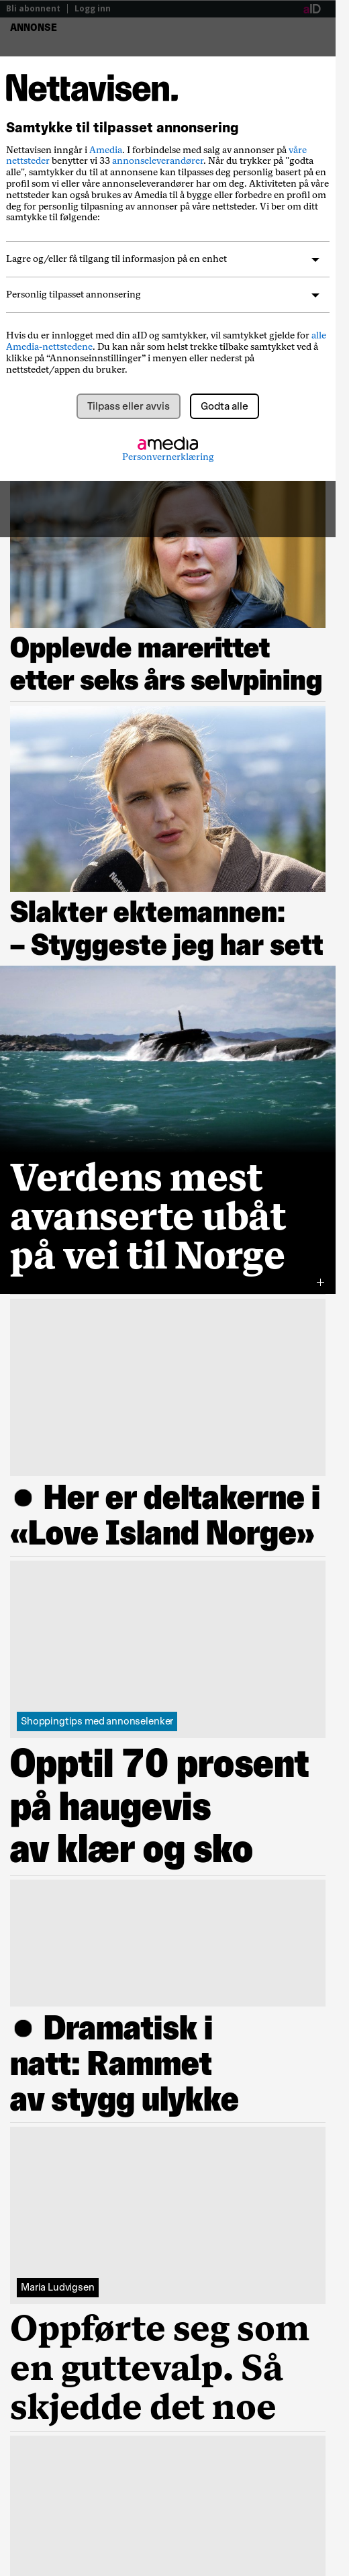 Bli abonnent | Logg inn
aID
ANNONSE
Nettavisen.
Samtykke til tilpasset annonsering
Nettavisen inngår i Amedia. I forbindelse med salg av annonser på våre
nettsteder benytter vi 33 annonseleverandører. Når du trykker på "godta
alle", samtykker du til at annonsene kan tilpasses deg personlig basert på en
profil som vi eller våre annonseleverandører har om deg. Aktiviteten på våre
nettsteder kan også brukes av Amedia til å bygge eller forbedre en profil om
deg for personlig tilpasning av annonser på våre nettsteder. Vi ber om ditt
samtykke til følgende:
Lagre og/eller få tilgang til informasjon på en enhet
Personlig tilpasset annonsering
Hvis du er innlogget med din aID og samtykker, vil samtykket gjelde for alle
Amedia-nettstedene. Du kan når som helst trekke tilbake samtykket ved å
klikke på “Annonseinnstillinger” i menyen eller nederst på
nettstedet/appen du bruker.
Tilpass eller avvis
Godta alle
amedia
Personvernerklæring
Opplevde marerittet
etter seks års selvpining
Nettav
Slakter ektemannen:
– Styggeste jeg har sett
Verdens mest
avanserte ubåt
på vei til Norge
+
● Her er deltakerne i
«Love Island Norge»
Shoppingtips med annonselenker
Opptil 70 prosent
på haugevis
av klær og sko
● Dramatisk i
natt: Rammet
av stygg ulykke
Maria Ludvigsen
Oppførte seg som
en guttevalp. Så
skjedde det noe